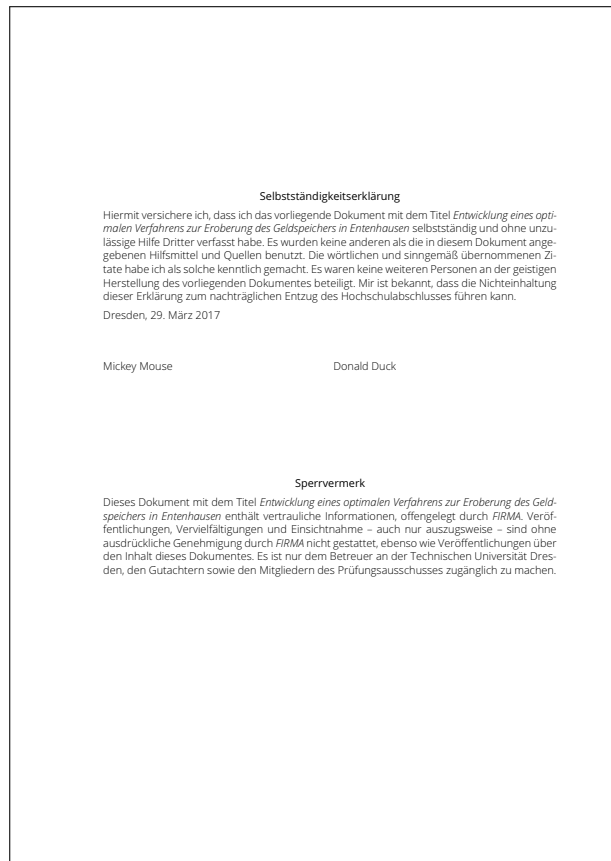 Selbstständigkeitserklärung
Hiermit versichere ich, dass ich das vorliegende Dokument mit dem Titel Entwicklung eines opti-
malen Verfahrens zur Eroberung des Geldspeichers in Entenhausen selbstständig und ohne unzu-
lässige Hilfe Dritter verfasst habe. Es wurden keine anderen als die in diesem Dokument ange-
gebenen Hilfsmittel und Quellen benutzt. Die wörtlichen und sinngemäß übernommenen Zi-
tate habe ich als solche kenntlich gemacht. Es waren keine weiteren Personen an der geistigen
Herstellung des vorliegenden Dokumentes beteiligt. Mir ist bekannt, dass die Nichteinhaltung
dieser Erklärung zum nachträglichen Entzug des Hochschulabschlusses führen kann.
Dresden, 29. März 2017
Mickey Mouse Donald Duck
Sperrvermerk
Dieses Dokument mit dem Titel Entwicklung eines optimalen Verfahrens zur Eroberung des Geld-
speichers in Entenhausen enthält vertrauliche Informationen, offengelegt durch FIRMA. Veröf-
fentlichungen, Vervielfältigungen und Einsichtnahme – auch nur auszugsweise – sind ohne
ausdrückliche Genehmigung durch FIRMA nicht gestattet, ebenso wie Veröffentlichungen über
den Inhalt dieses Dokumentes. Es ist nur dem Betreuer an der Technischen Universität Dres-
den, den Gutachtern sowie den Mitgliedern des Prüfungsausschusses zugänglich zu machen.